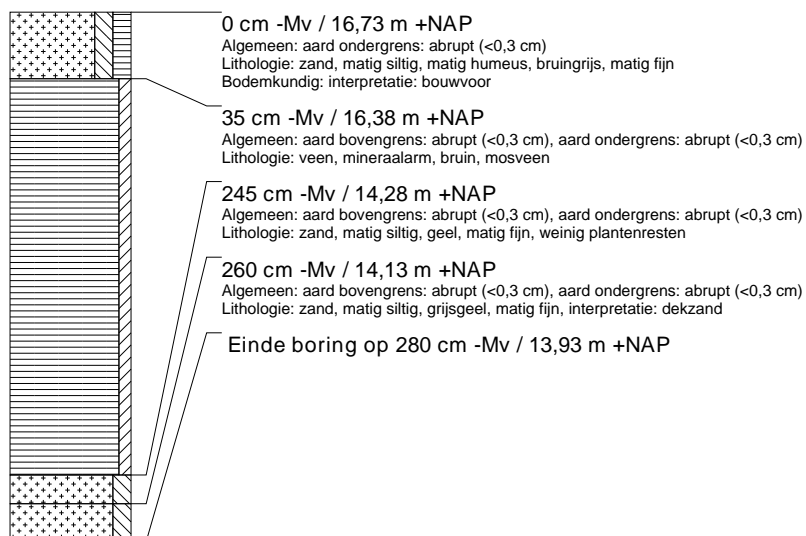 0 cm -Mv / 16,73 m +NAP
Algemeen: aard ondergrens: abrupt (<0,3 cm)
Lithologie: zand, matig siltig, matig humeus, bruingrijs, matig fijn
Bodemkundig: interpretatie: bouwvoor
35 cm -Mv / 16,38 m +NAP
Algemeen: aard bovengrens: abrupt (<0,3 cm), aard ondergrens: abrupt (<0,3 cm)
Lithologie: veen, mineraalarm, bruin, mosveen
245 cm -Mv / 14,28 m +NAP
Algemeen: aard bovengrens: abrupt (<0,3 cm), aard ondergrens: abrupt (<0,3 cm)
Lithologie: zand, matig siltig, geel, matig fijn, weinig plantenresten
260 cm -Mv / 14,13 m +NAP
Algemeen: aard bovengrens: abrupt (<0,3 cm), aard ondergrens: abrupt (<0,3 cm)
Lithologie: zand, matig siltig, grijsgeel, matig fijn, interpretatie: dekzand
Einde boring op 280 cm -Mv / 13,93 m +NAP